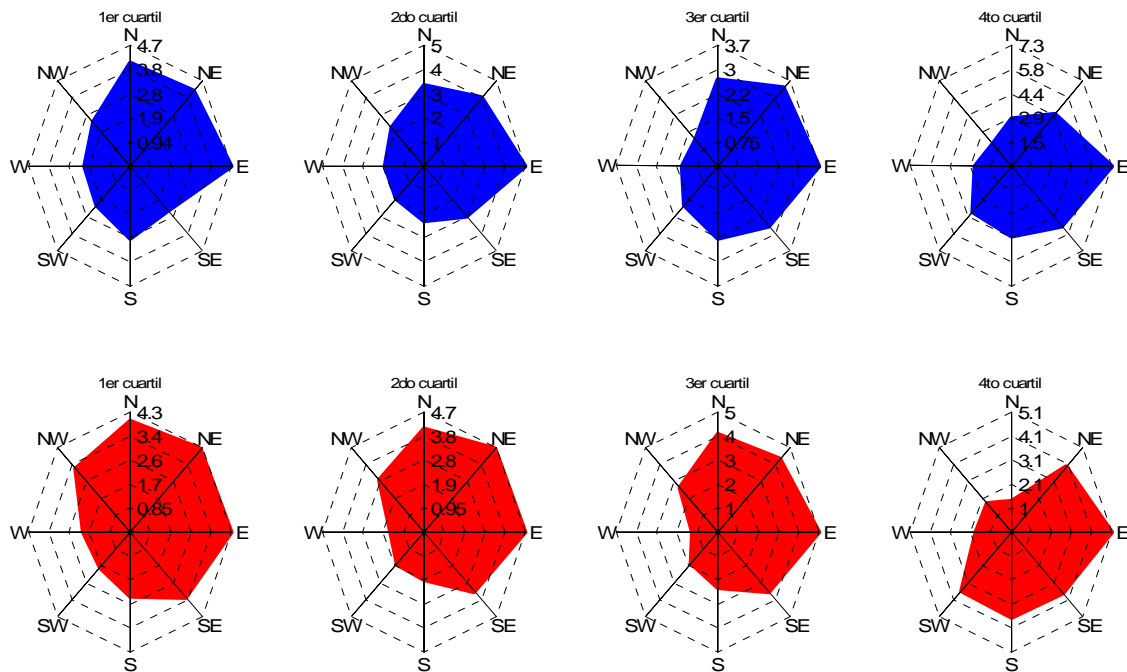 1er cuartil
N
4.7
3.8
2.8
1.9
0.94
NW
NE
W
E
SW
SE
S
2do cuartil
N
5
4
3
2
1
NW
NE
W
E
SW
SE
S
3er cuartil
N
3.7
3
2.2
1.5
0.75
NW
NE
W
E
SW
SE
S
4to cuartil
N
7.3
5.8
4.4
2.9
1.5
NW
NE
W
E
SW
SE
S
1er cuartil
N
4.3
3.4
2.6
1.7
0.85
NW
NE
W
E
SW
SE
S
2do cuartil
N
4.7
3.8
2.8
1.9
0.95
NW
NE
W
E
SW
SE
S
3er cuartil
N
5
4
3
2
1
NW
NE
W
E
SW
SE
S
4to cuartil
N
5.1
4.1
3.1
2.1
1
NW
NE
W
E
SW
SE
S